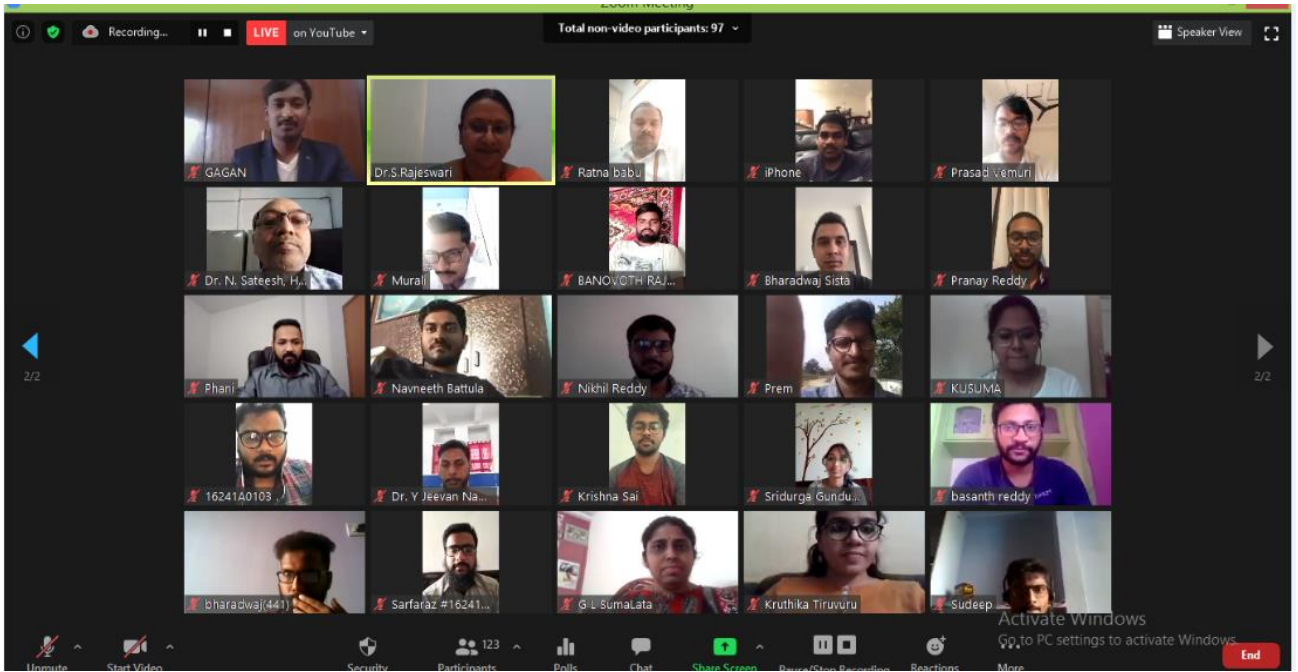 Zoom Meeting
Recording...
LIVE on YouTube
Total non-video participants: 97
Speaker View
GAGAN
Dr.S.Rajeswari
Ratna babu
iPhone
Prasad Vemuri
Dr. N. Sateesh, H...
Murali
BANOVOTH RAJ...
Bharadwaj Sista
Pranay Reddy
2/2
2/2
Phani
Navneeth Battula
Nikhil Reddy
Prem
KUSUMA
16241A0103 .
Dr. Y Jeevan Na...
Krishna Sai
Sridurga Gundu...
basanth reddy
bharadwaj(441)
Sarfaraz #16241...
G L SumaLata
Kruthika Tiruvuru
Sudeep
Activate Windows
Go to PC settings to activate Windows.
Unmute
Start Video
Security
123
Participants
Polls
Chat
Share Screen
Pause/Stop Recording
Reactions
More
End